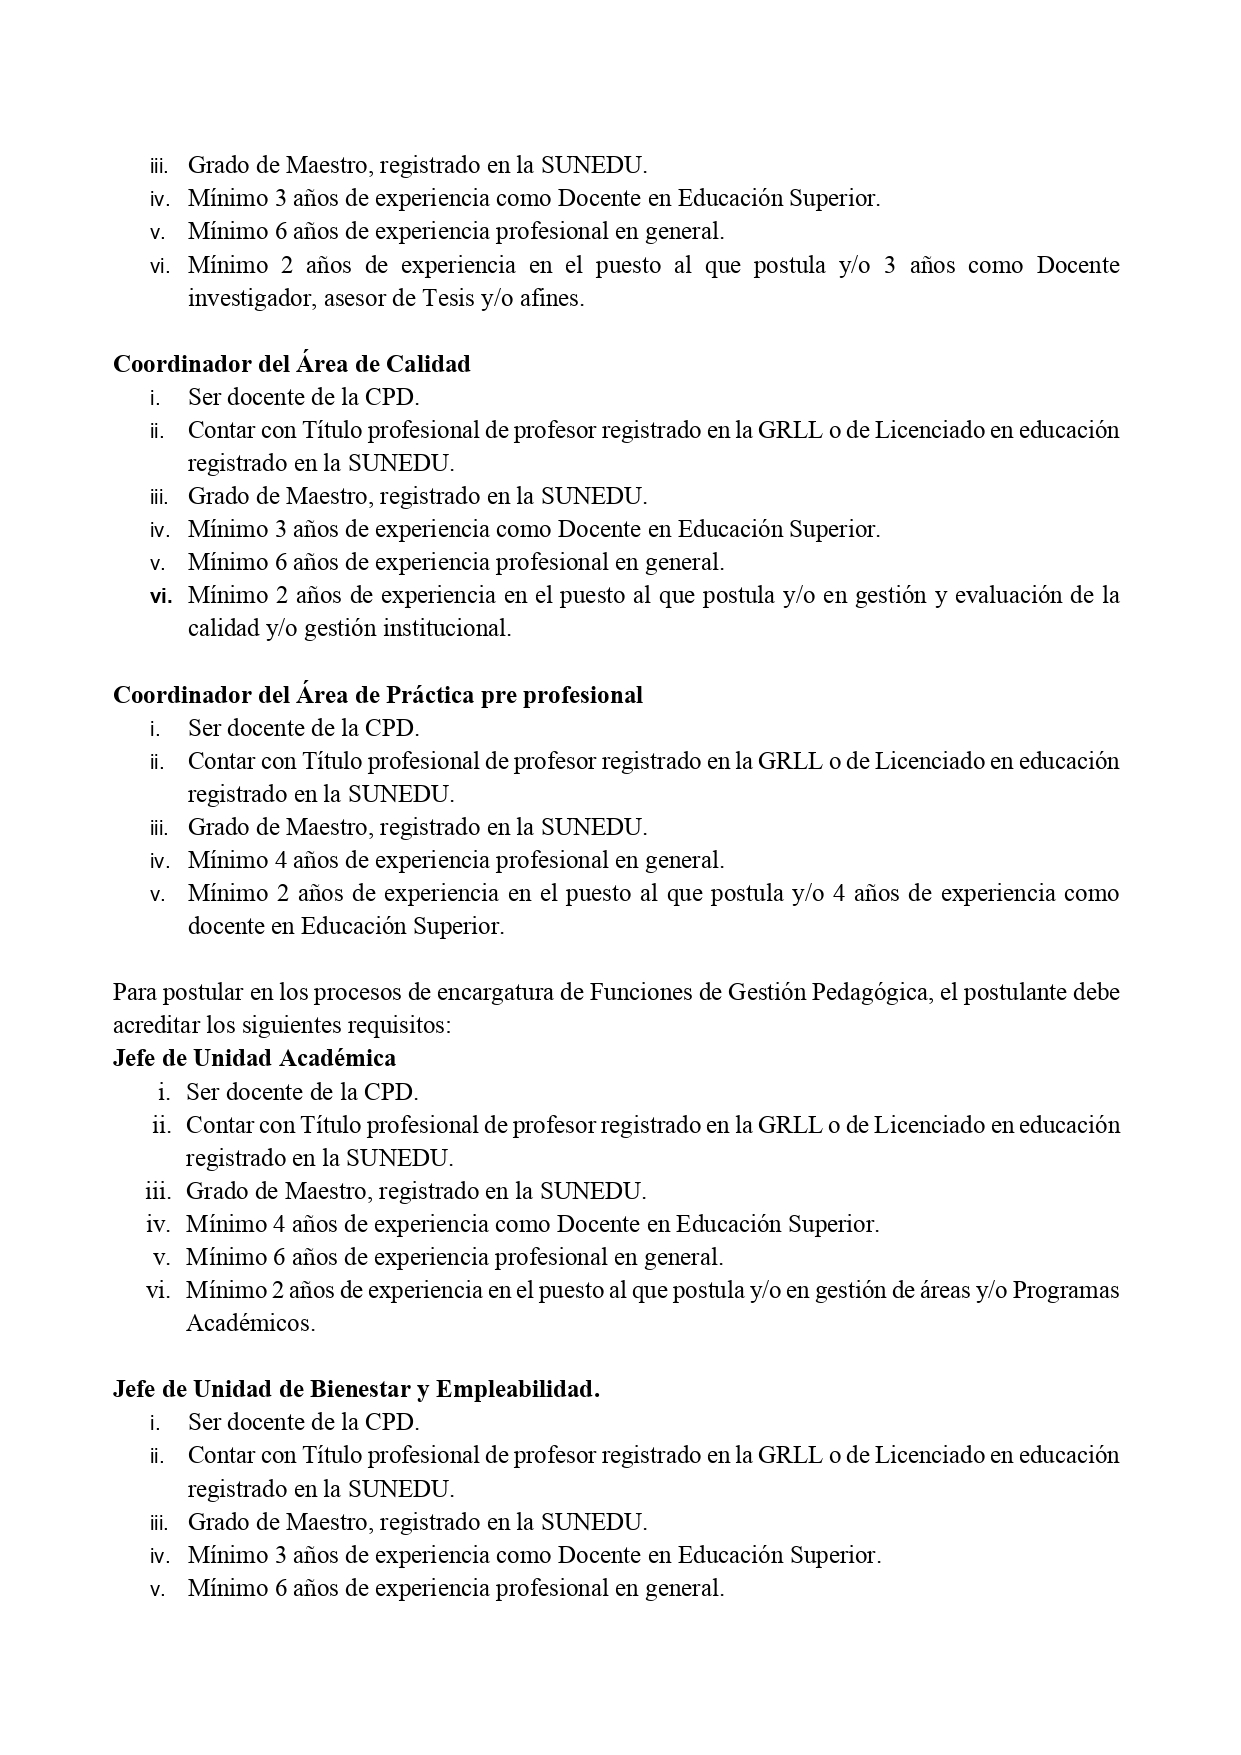 iii. Grado de Maestro, registrado en la SUNEDU.
iv. Mínimo 3 años de experiencia como Docente en Educación Superior.
v. Mínimo 6 años de experiencia profesional en general.
vi. Mínimo 2 años de experiencia en el puesto al que postula y/o 3 años como Docente
investigador, asesor de Tesis y/o afines.
Coordinador del Área de Calidad
i. Ser docente de la CPD.
ii. Contar con Título profesional de profesor registrado en la GRLL o de Licenciado en educación
registrado en la SUNEDU.
iii. Grado de Maestro, registrado en la SUNEDU.
iv. Mínimo 3 años de experiencia como Docente en Educación Superior.
v. Mínimo 6 años de experiencia profesional en general.
vi. Mínimo 2 años de experiencia en el puesto al que postula y/o en gestión y evaluación de la
calidad y/o gestión institucional.
Coordinador del Área de Práctica pre profesional
i. Ser docente de la CPD.
ii. Contar con Título profesional de profesor registrado en la GRLL o de Licenciado en educación
registrado en la SUNEDU.
iii. Grado de Maestro, registrado en la SUNEDU.
iv. Mínimo 4 años de experiencia profesional en general.
v. Mínimo 2 años de experiencia en el puesto al que postula y/o 4 años de experiencia como
docente en Educación Superior.
Para postular en los procesos de encargatura de Funciones de Gestión Pedagógica, el postulante debe
acreditar los siguientes requisitos:
Jefe de Unidad Académica
i. Ser docente de la CPD.
ii. Contar con Título profesional de profesor registrado en la GRLL o de Licenciado en educación
registrado en la SUNEDU.
iii. Grado de Maestro, registrado en la SUNEDU.
iv. Mínimo 4 años de experiencia como Docente en Educación Superior.
v. Mínimo 6 años de experiencia profesional en general.
vi. Mínimo 2 años de experiencia en el puesto al que postula y/o en gestión de áreas y/o Programas
Académicos.
Jefe de Unidad de Bienestar y Empleabilidad.
i. Ser docente de la CPD.
ii. Contar con Título profesional de profesor registrado en la GRLL o de Licenciado en educación
registrado en la SUNEDU.
iii. Grado de Maestro, registrado en la SUNEDU.
iv. Mínimo 3 años de experiencia como Docente en Educación Superior.
v. Mínimo 6 años de experiencia profesional en general.